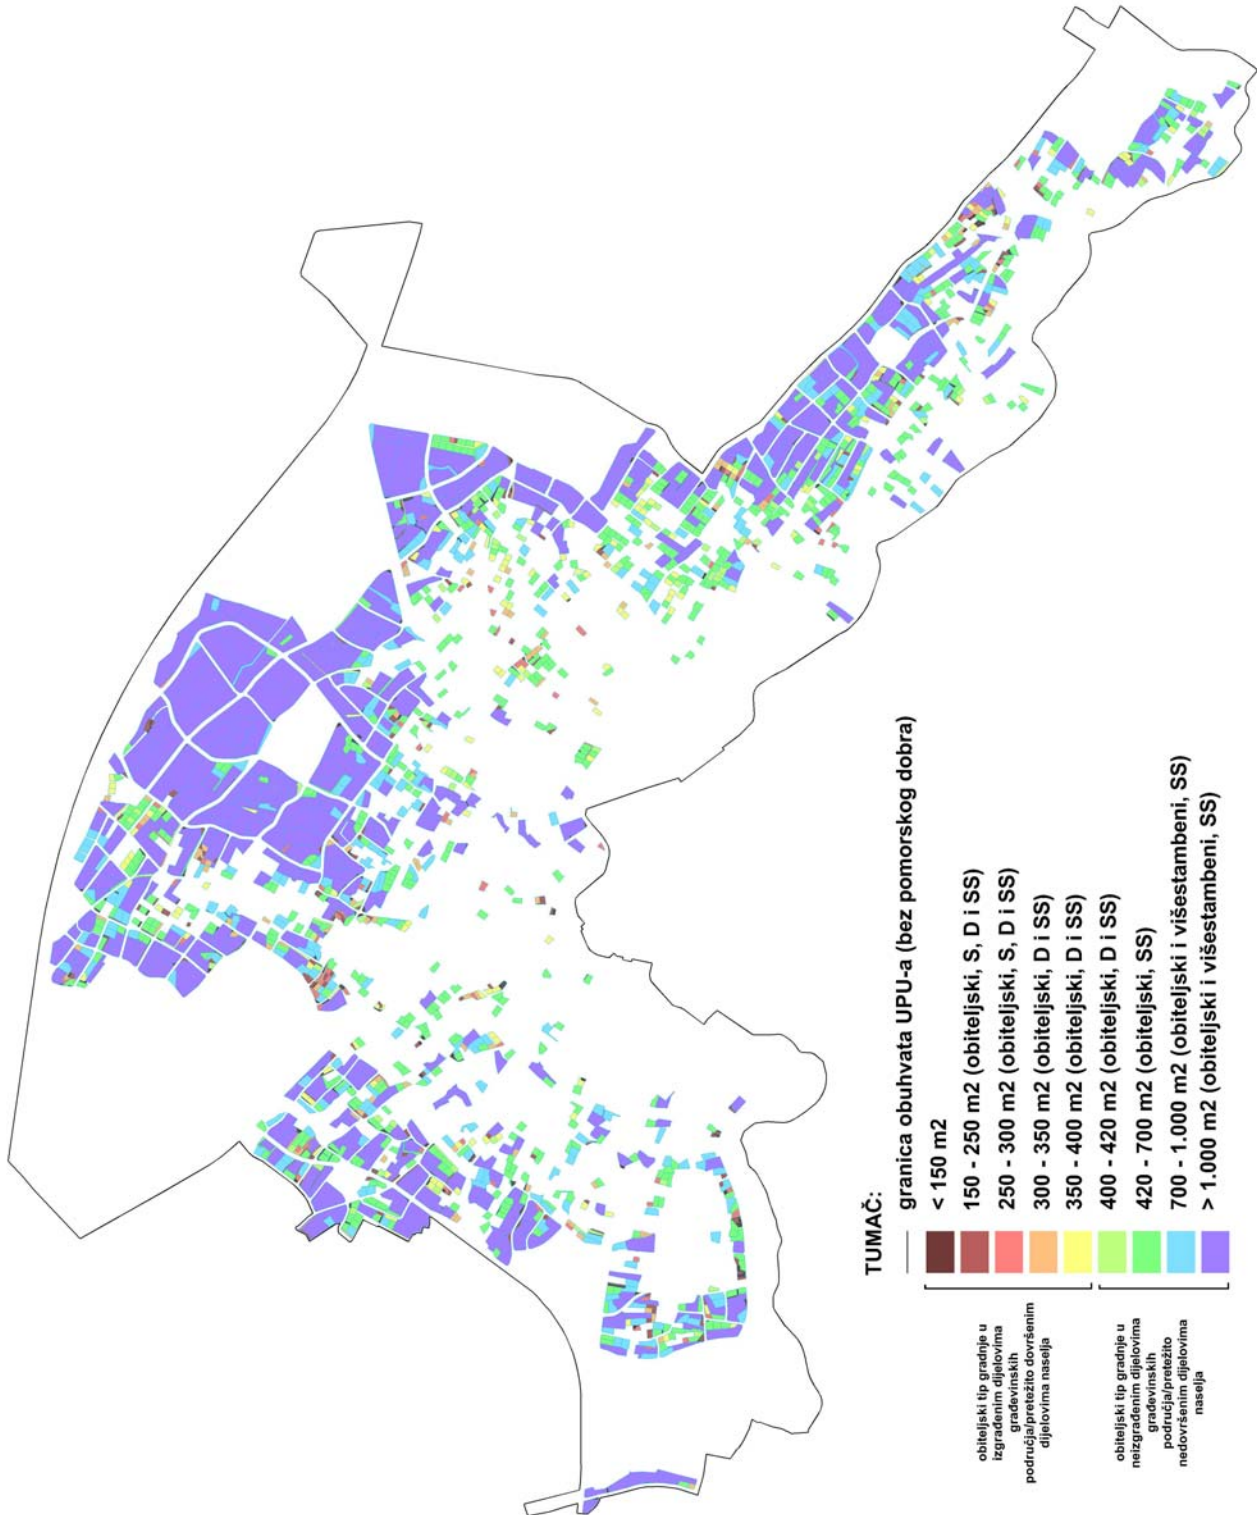 TUMAČ:
granica obuhvata UPU-a (bez pomorskog dobra)
< 150 m2
150 - 250 m2 (obiteljski, S, D i SS)
250 - 300 m2 (obiteljski, S, D i SS)
300 - 350 m2 (obiteljski, D i SS)
350 - 400 m2 (obiteljski, D i SS)
400 - 420 m2 (obiteljski, D i SS)
420 - 700 m2 (obiteljski, SS)
700 - 1.000 m2 (obiteljski i višestambeni, SS)
> 1.000 m2 (obiteljski i višestambeni, SS)
obiteljski tip gradnje u
izgrađenim dijelovima
građevinskih
područja/pretežito dovršenim
dijelovima naselja
obiteljski tip gradnje u
neizgrađenim dijelovima
građevinskih
područja/pretežito
nedovršenim dijelovima
naselja